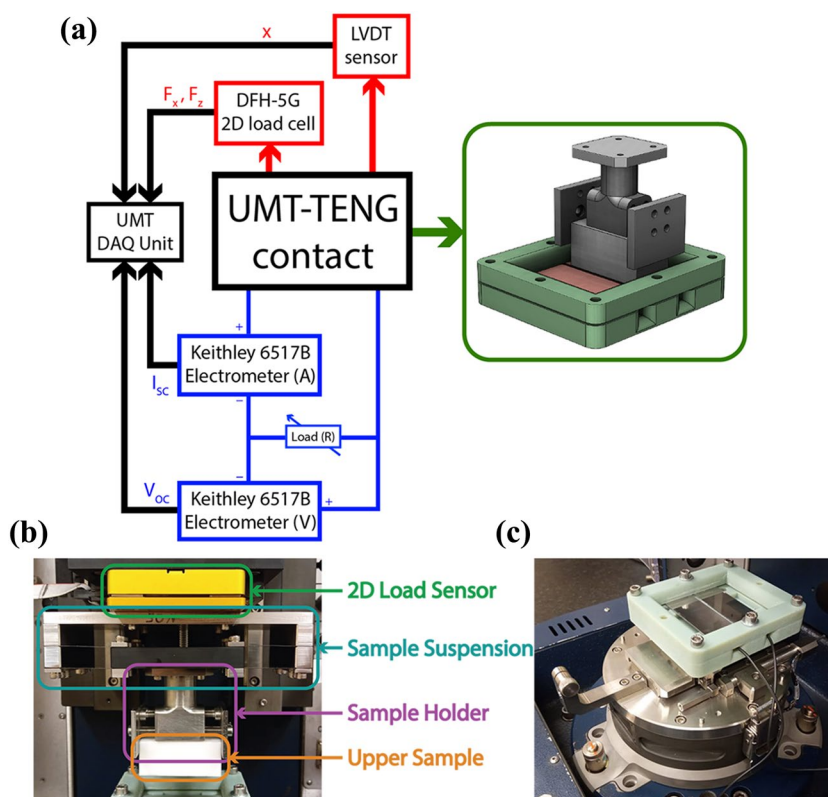 (a)
x
LVDT
sensor
Fx, Fz
DFH-5G
2D load cell
UMT
DAQ Unit
UMT-TENG
contact
+
Keithley 6517B
Electrometer (A)
Isc
−
Load (R)
−
Voc
Keithley 6517B
Electrometer (V)
+
(b)
(c)
2D Load Sensor
Sample Suspension
Sample Holder
Upper Sample